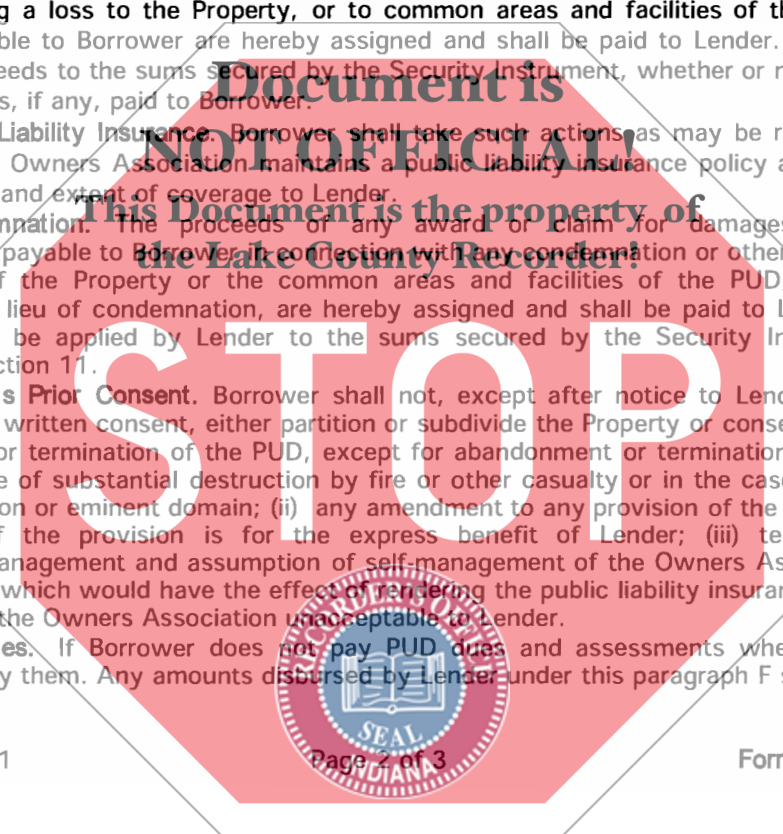 g a loss to the Property, or to common areas and facilities of th
ble to Borrower are hereby assigned and shall be paid to Lender.
eeds to the sums secured by the Security Instrument, whether or n
s, if any, paid to Borrower.
Document is
Liability Insurance. Borrower shall take such actions as may be r
NOT OFFICIAL!
Owners Association maintains a public liability insurance policy a
and extent of coverage to Lender.
This Document is the property of
mnation. The proceeds of any award or claim for damages
payable to Borrower in connection with any condemnation or other
the Lake County Recorder!
f the Property or the common areas and facilities of the PUD
lieu of condemnation, are hereby assigned and shall be paid to L
be applied by Lender to the sums secured by the Security In
ction 11.
STOP
s Prior Consent. Borrower shall not, except after notice to Lend
written consent, either partition or subdivide the Property or conse
or termination of the PUD, except for abandonment or termination
e of substantial destruction by fire or other casualty or in the cas
on or eminent domain; (ii) any amendment to any provision of the
f the provision is for the express benefit of Lender; (iii) te
anagement and assumption of self-management of the Owners As
which would have the effect of rendering the public liability insuran
the Owners Association unacceptable to Lender.
es. If Borrower does not pay PUD dues and assessments whe
y them. Any amounts disbursed by Lender under this paragraph F s
RECORDER'S OFFICE
SEAL
INDIANA
1 Page 2 of 3 Form